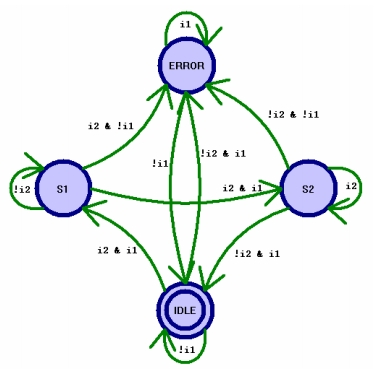 i1
ERROR
i2 & !i1
!i2 & !i1
!i1
!i2 & i1
S1
!i2
i2 & i1
S2
i2
i2 & i1
!i2 & i1
IDLE
!i1